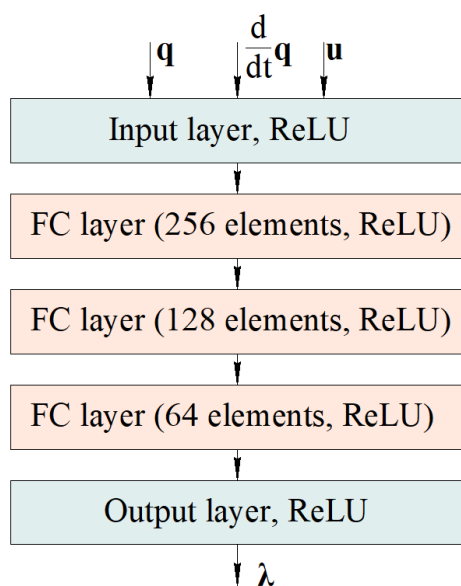 q d/dt q u
Input layer, ReLU
FC layer (256 elements, ReLU)
FC layer (128 elements, ReLU)
FC layer (64 elements, ReLU)
Output layer, ReLU
λ